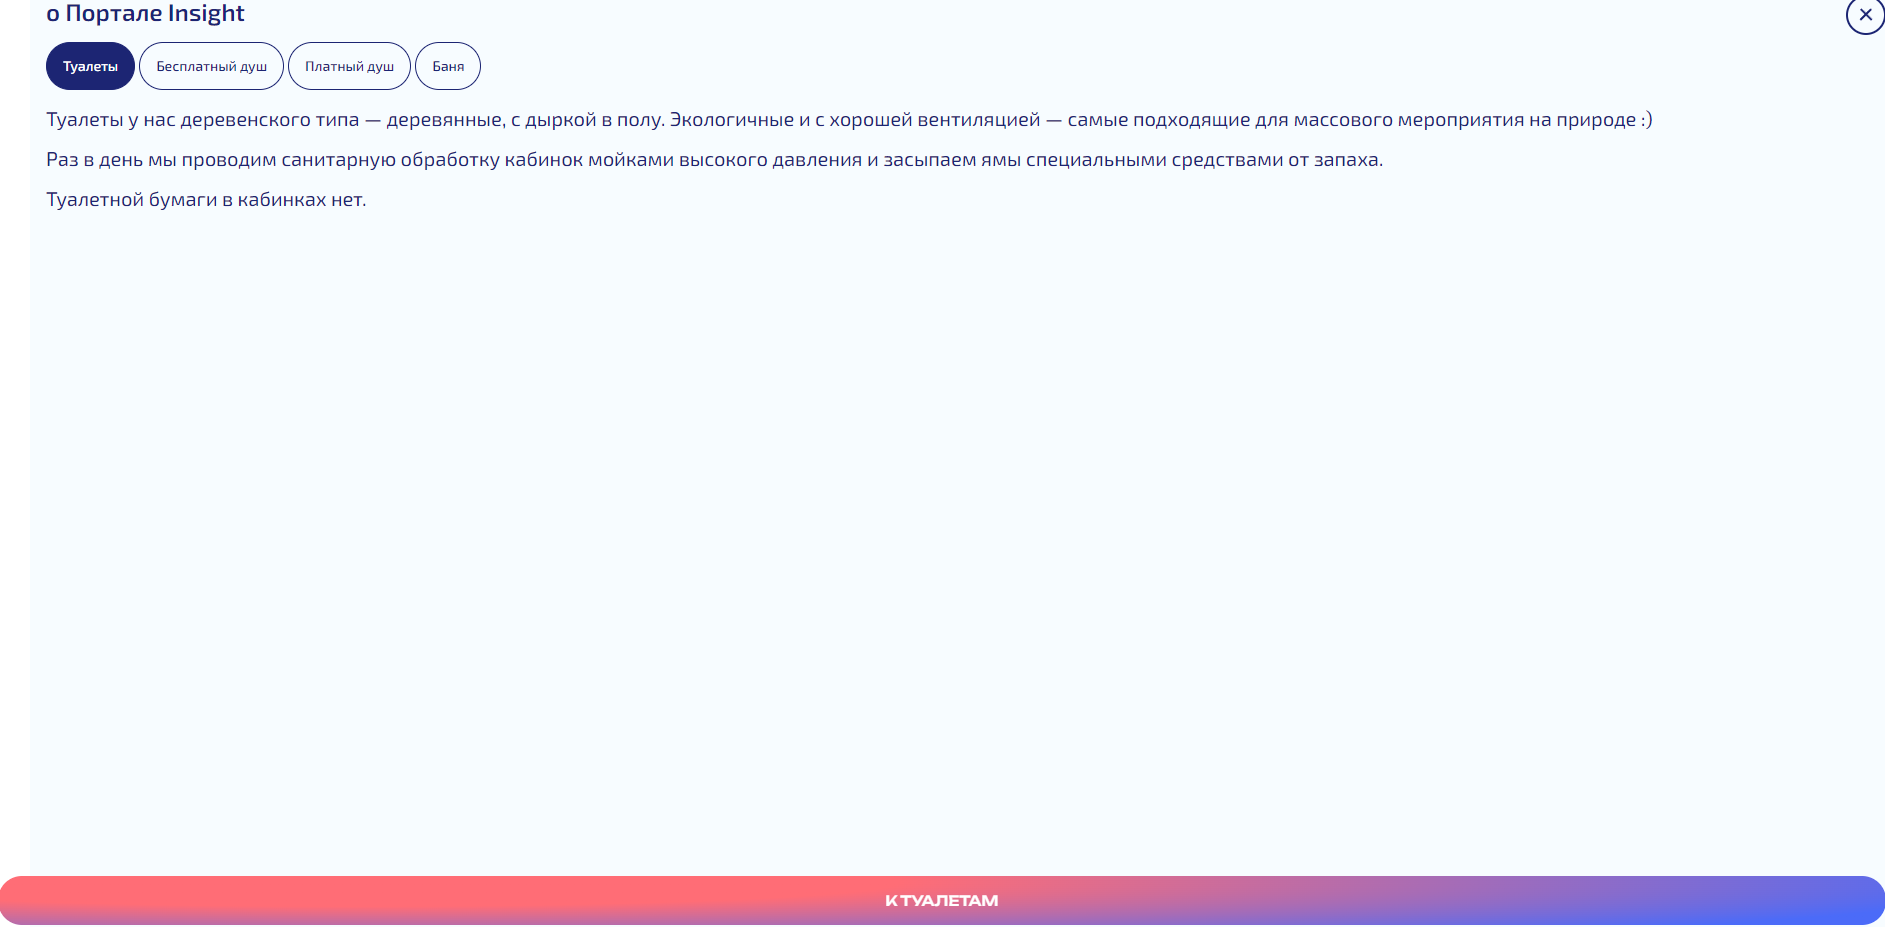 о Портале Insight
Туалеты Бесплатный душ Платный душ Баня
Туалеты у нас деревенского типа — деревянные, с дыркой в полу. Экологичные и с хорошей вентиляцией — самые подходящие для массового мероприятия на природе :)
Раз в день мы проводим санитарную обработку кабинок мойками высокого давления и засыпаем ямы специальными средствами от запаха.
Туалетной бумаги в кабинках нет.
К ТУАЛЕТАМ